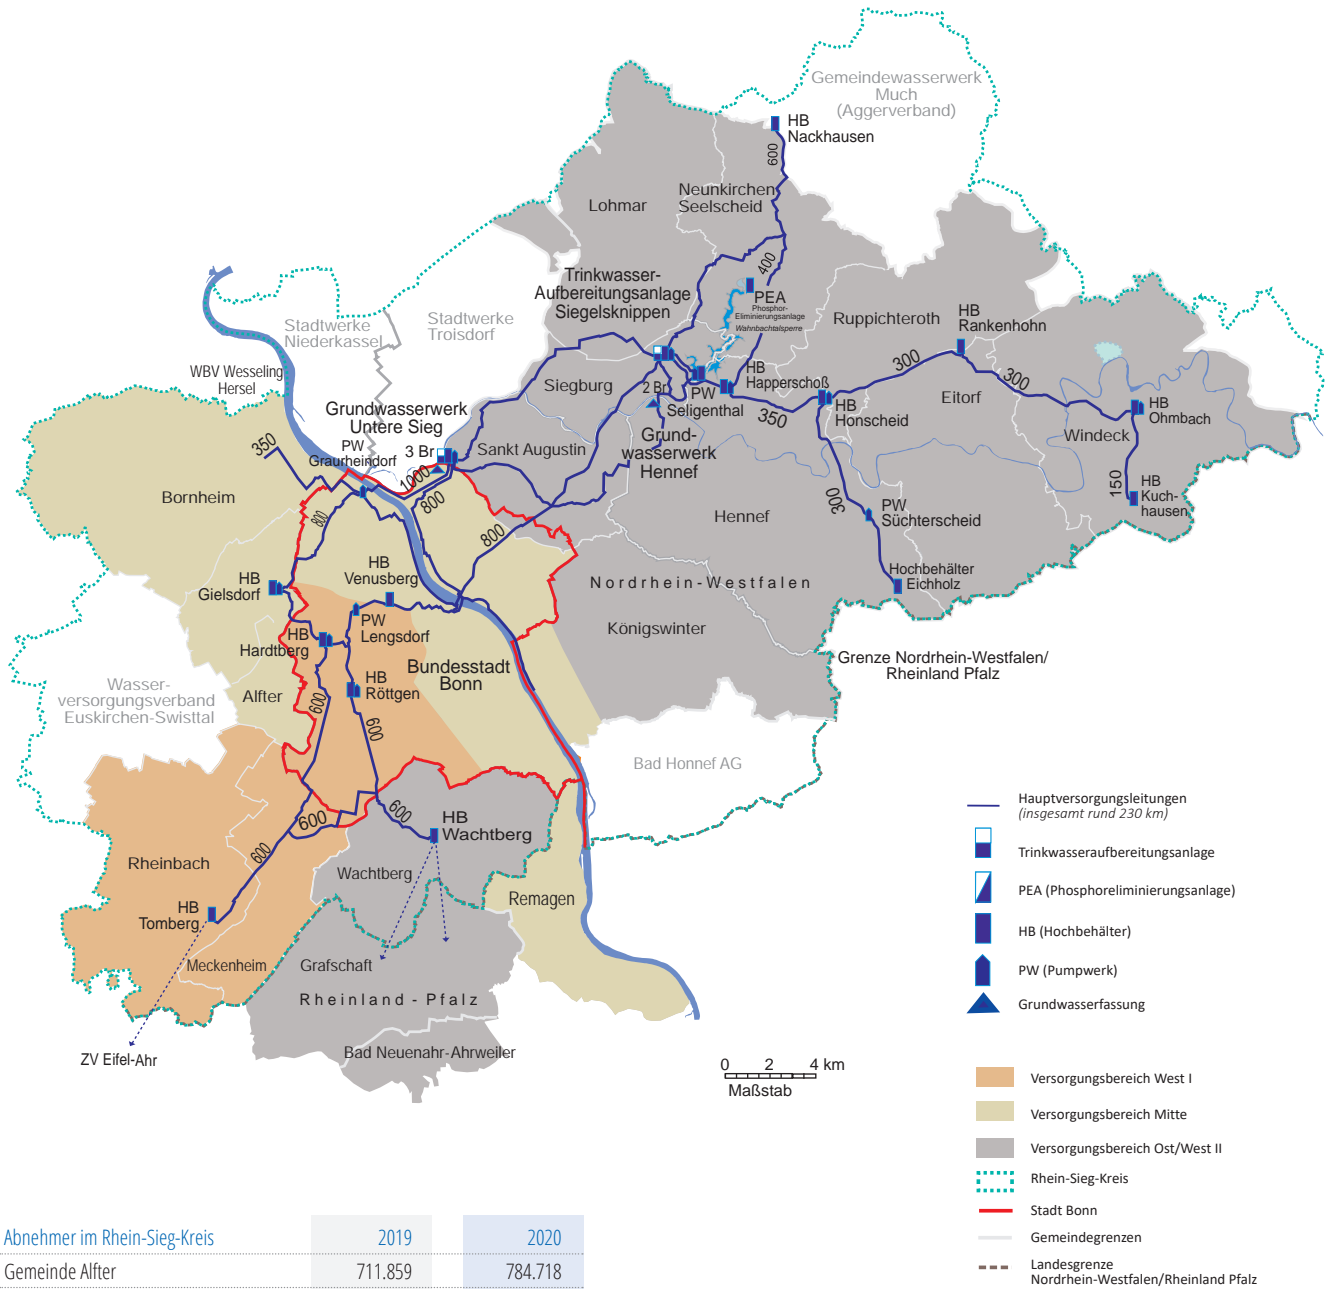 Gemeindewasserwerk
Much
(Aggerverband)
HB
Nackhausen
600
Neunkirchen
Seelscheid
Lohmar
400
Trinkwasser-
Aufbereitungsanlage
Siegelsknippen
PEA
Phosphor-
Eliminierungsanlage
Wahnbachtalsperre
Ruppichteroth
HB
Rankenhohn
Stadtwerke
Niederkassel
Stadtwerke
Troisdorf
WBV Wesseling
Hersel
Siegburg
2 Br
PW
Seligenthal
HB
Happerschoß
350
HB
Honscheid
300
300
Eitorf
HB
Ohmbach
Windeck
Grundwasserwerk
Untere Sieg
PW
Graurheindorf
3 Br
1000
800
350
Sankt Augustin
Grund-
wasserwerk
Hennef
Bornheim
800
800
Hennef
300
PW
Süchterscheid
150
HB
Kuch-
hausen
HB
Gielsdorf
HB
Venusberg
PW
Lengsdorf
Nordrhein-Westfalen
Hochbehälter
Eichholz
HB
Hardtberg
Königswinter
Bundesstadt
Bonn
Grenze Nordrhein-Westfalen/
Rheinland Pfalz
Wasser-
versorgungsverband
Euskirchen-Swisttal
Alfter
600
HB
Röttgen
600
Bad Honnef AG
600
600
600
HB
Wachtberg
Rheinbach
Wachtberg
Remagen
HB
Tomberg
Meckenheim
Grafschaft
Rheinland - Pfalz
Bad Neuenahr-Ahrweiler
ZV Eifel-Ahr
0 2 4 km
Maßstab
Hauptversorgungsleitungen
(insgesamt rund 230 km)
Trinkwasseraufbereitungsanlage
PEA (Phosphoreliminierungsanlage)
HB (Hochbehälter)
PW (Pumpwerk)
Grundwasserfassung
Versorgungsbereich West I
Versorgungsbereich Mitte
Versorgungsbereich Ost/West II
Rhein-Sieg-Kreis
Stadt Bonn
Gemeindegrenzen
Landesgrenze
Nordrhein-Westfalen/Rheinland Pfalz
Abnehmer im Rhein-Sieg-Kreis 2019 2020
Gemeinde Alfter 711.859 784.718